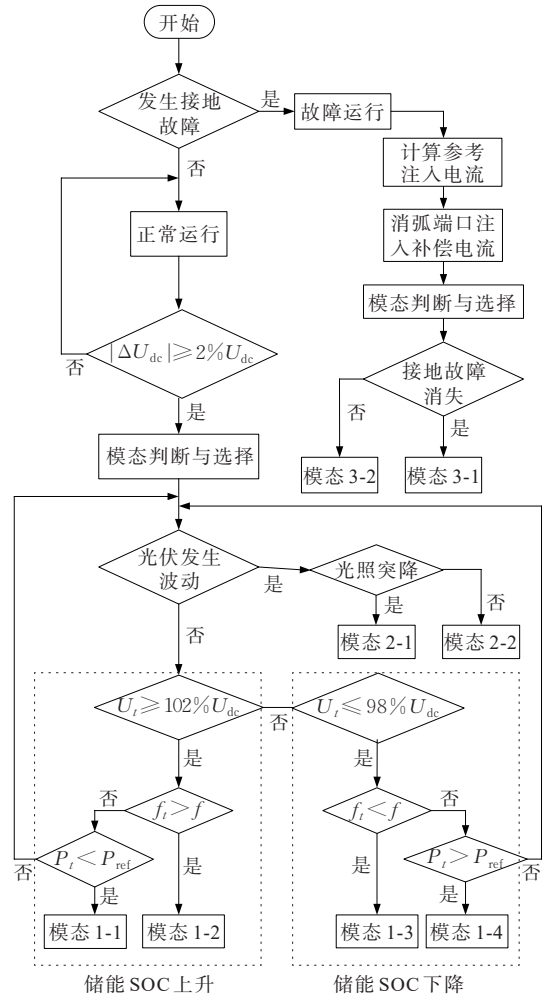 开始
发生接地
故障
是
故障运行
否
计算参考
注入电流
正常运行
消弧端口注
入补偿电流
模态判断与选择
|ΔU_dc|≥2%U_dc
否
是
接地故障
消失
否
是
模态判断与选择
模态3-2
模态3-1
光伏发生
波动
是
光照突降
是
否
否
模态2-1
模态2-2
U_t≥102%U_dc
否
U_t≤98%U_dc
是
是
否
f_t>f
f_t<f
否
P_t<P_ref
否
是
是
是
P_t>P_ref
否
是
模态1-1
模态1-2
模态1-3
模态1-4
储能SOC上升
储能SOC下降